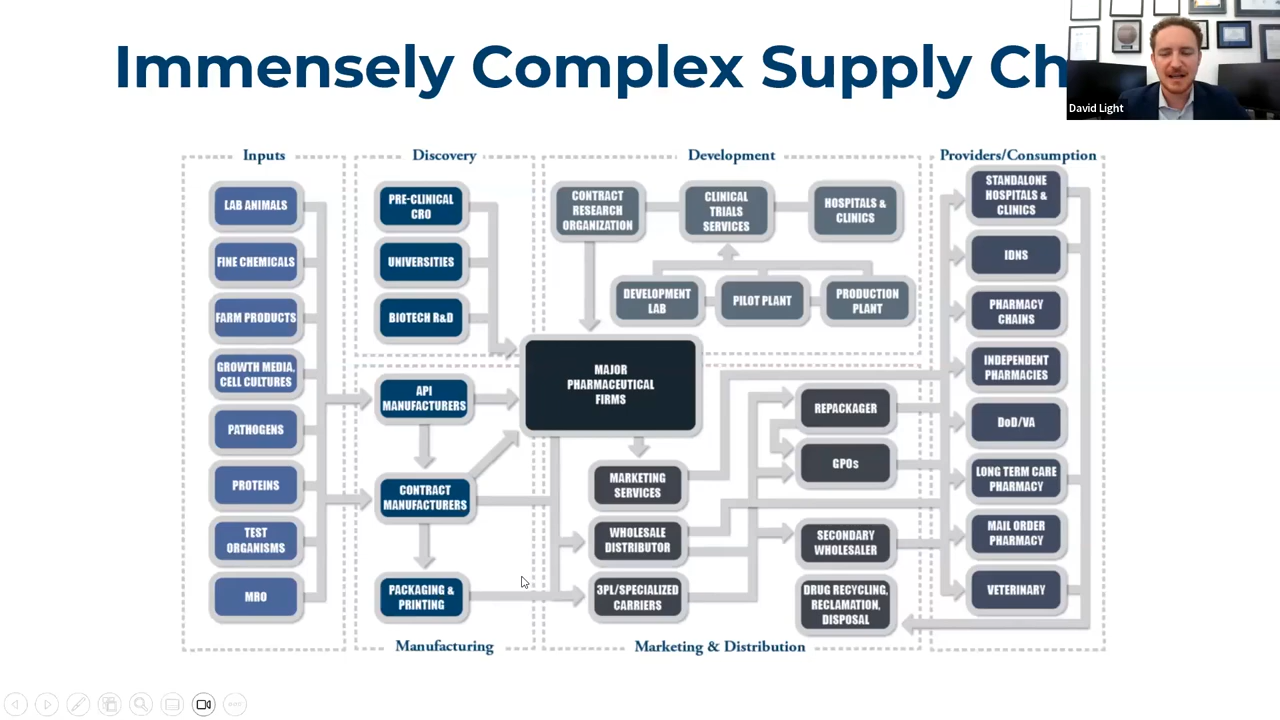 Immensely Complex Supply Ch
David Light
Inputs
LAB ANIMALS
FINE CHEMICALS
FARM PRODUCTS
GROWTH MEDIA,
CELL CULTURES
PATHOGENS
PROTEINS
TEST
ORGANISMS
MRO
Discovery
PRE-CLINICAL
CRO
UNIVERSITIES
BIOTECH R&D
API
MANUFACTURERS
CONTRACT
MANUFACTURERS
PACKAGING &
PRINTING
Manufacturing
Development
CONTRACT
RESEARCH
ORGANIZATION
CLINICAL
TRIALS
SERVICES
HOSPITALS &
CLINICS
DEVELOPMENT
LAB
PILOT PLANT
PRODUCTION
PLANT
MAJOR
PHARMACEUTICAL
FIRMS
MARKETING
SERVICES
WHOLESALE
DISTRIBUTOR
3PL/SPECIALIZED
CARRIERS
REPACKAGER
GPOs
SECONDARY
WHOLESALER
DRUG RECYCLING,
RECLAMATION,
DISPOSAL
Marketing & Distribution
Providers/Consumption
STANDALONE
HOSPITALS &
CLINICS
IDNS
PHARMACY
CHAINS
INDEPENDENT
PHARMACIES
DoD/VA
LONG TERM CARE
PHARMACY
MAIL ORDER
PHARMACY
VETERINARY